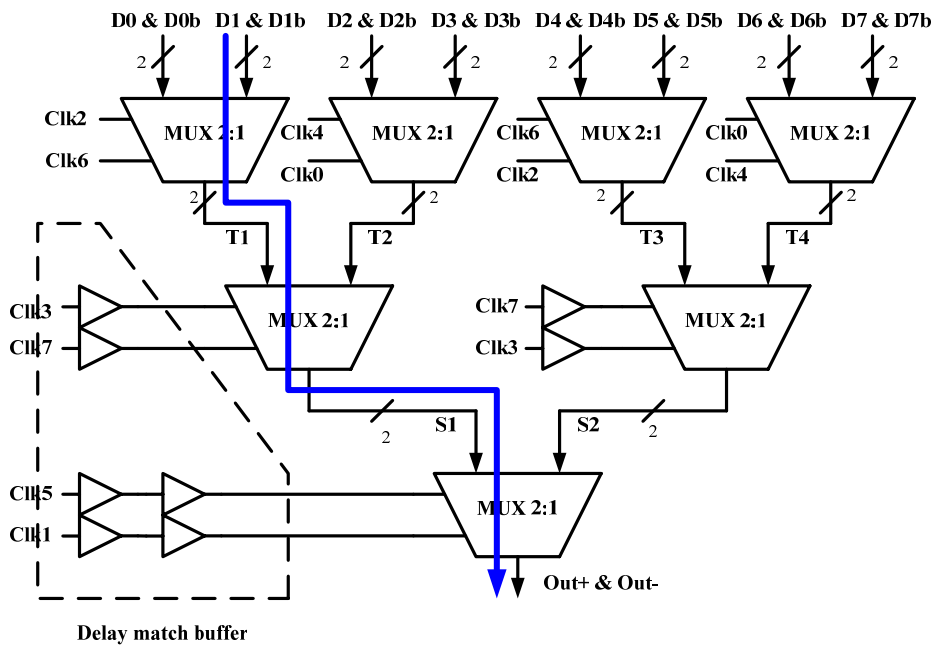 D0 & D0b D1 & D1b D2 & D2b D3 & D3b D4 & D4b D5 & D5b D6 & D6b D7 & D7b
2 2 2 2 2 2 2 2
Clk2 MUX 2:1 Clk4 MUX 2:1 Clk6 MUX 2:1 Clk0 MUX 2:1
Clk6 Clk0 Clk2 Clk4
2 2 2 2
T1 T2 T3 T4
Clk3 MUX 2:1 Clk7 MUX 2:1
Clk7 Clk3
S1 S2
2 2
Clk5 MUX 2:1
Clk1
Out+ & Out-
Delay match buffer